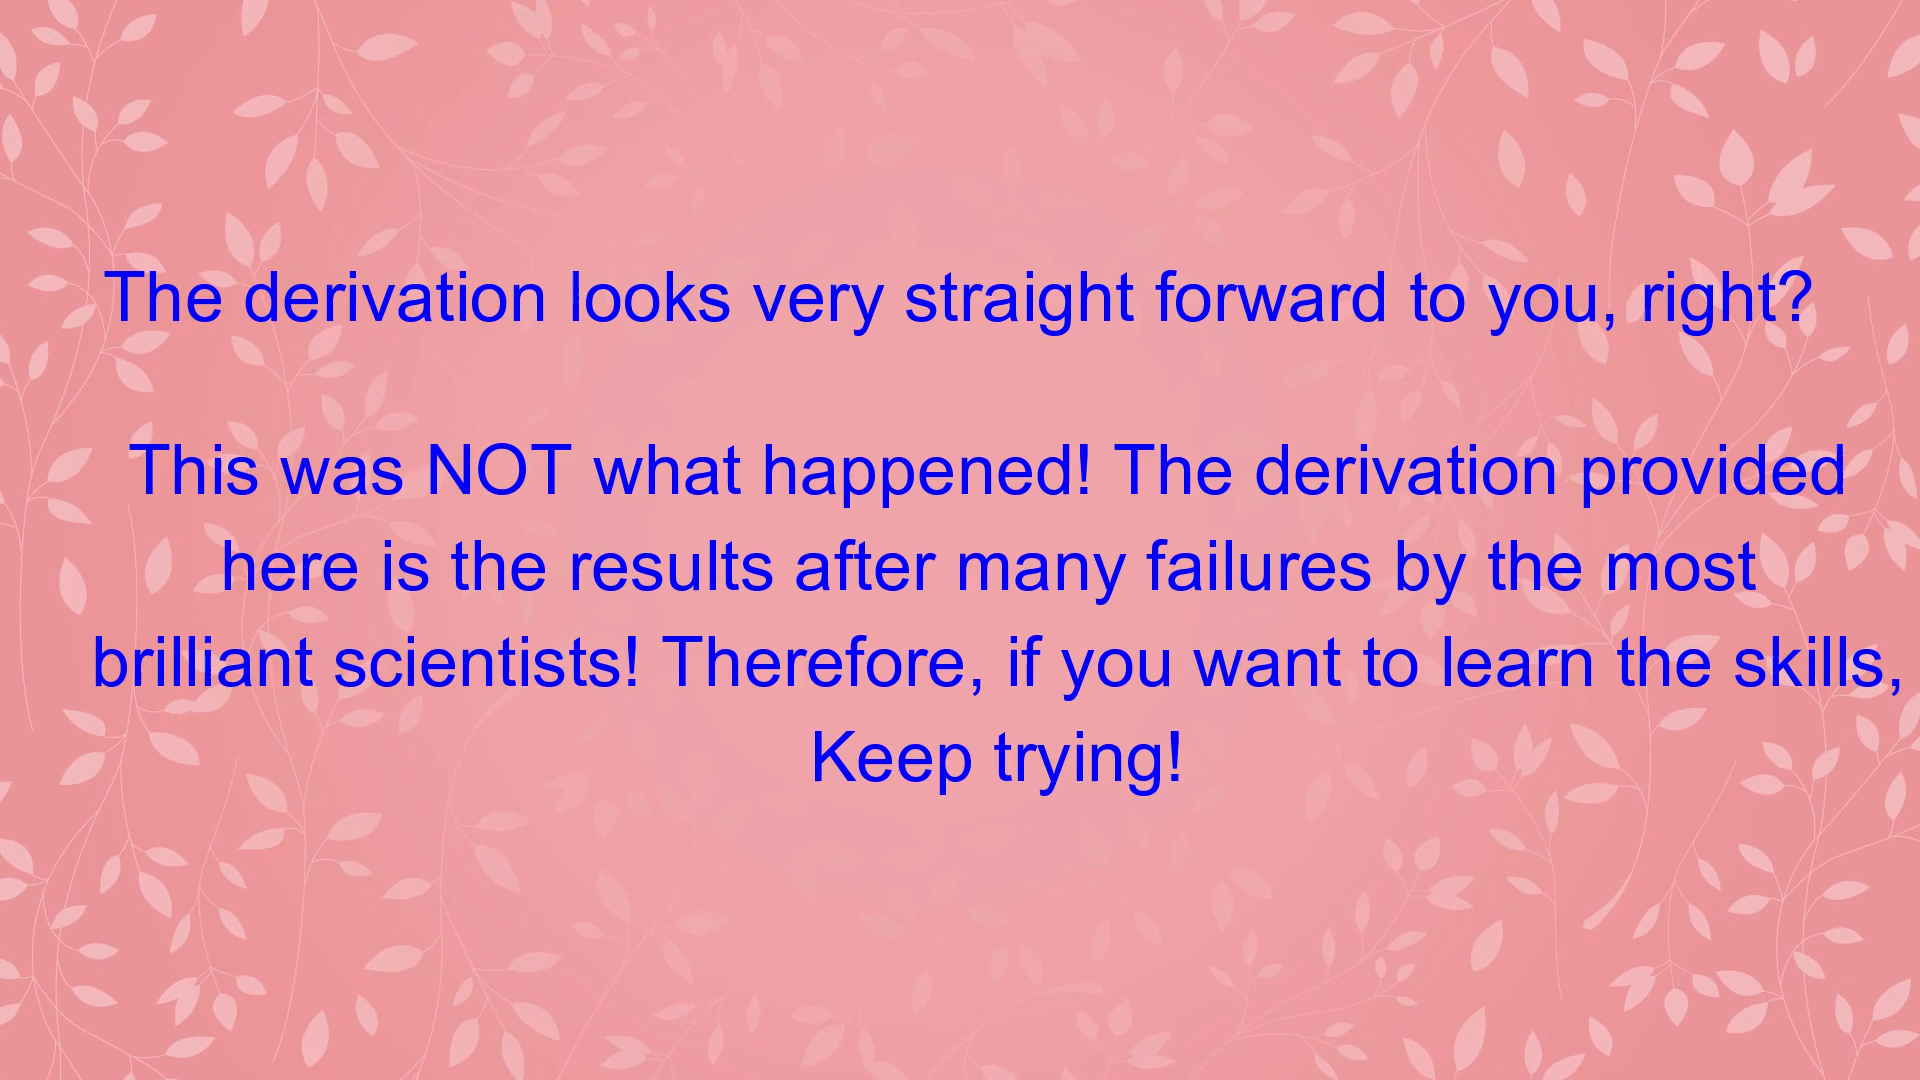 The derivation looks very straight forward to you, right?
This was NOT what happened! The derivation provided
here is the results after many failures by the most
brilliant scientists! Therefore, if you want to learn the skills,
Keep trying!